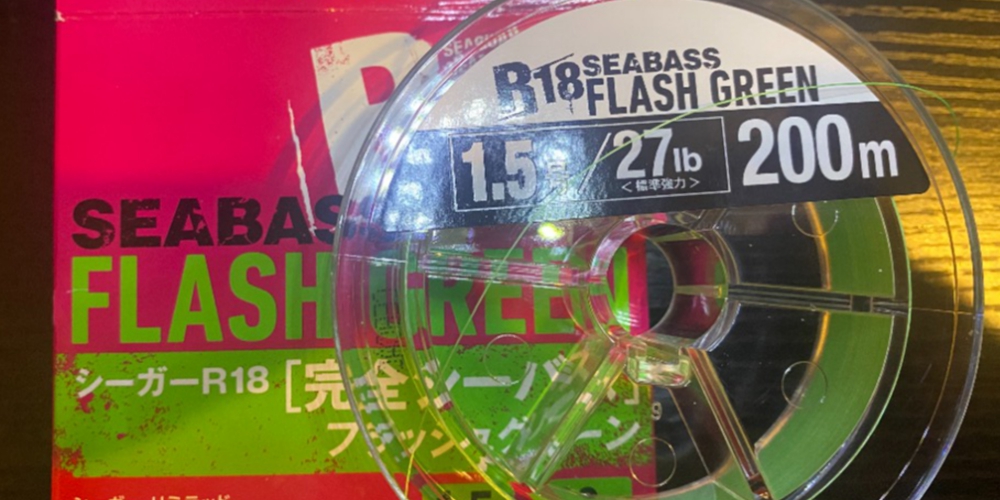 SEAGUAR
R18 SEABASS
FLASH GREEN
1.5号/27lb
<標準強力>
200m
SEABASS
FLASH GREEN
シーガーR18
[完全シーバス]
フラッシュグリーン